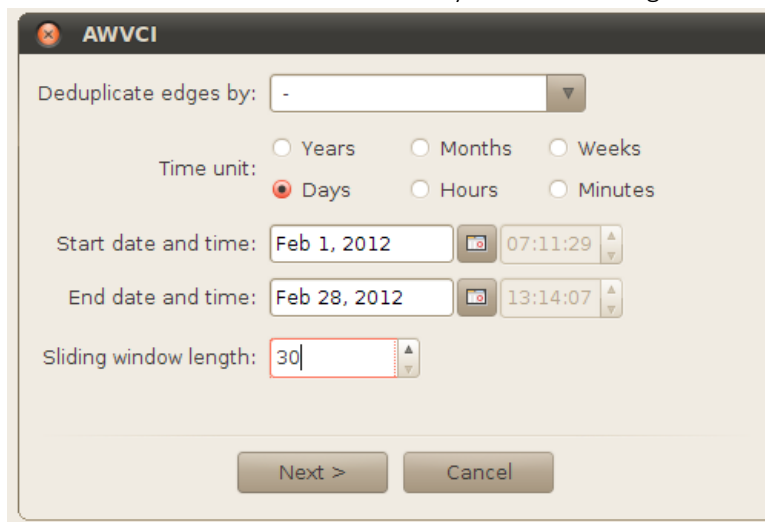 AWVCI
Deduplicate edges by: -
Time unit:
Years Months Weeks
Days Hours Minutes
Start date and time: Feb 1, 2012 07:11:29
End date and time: Feb 28, 2012 13:14:07
Sliding window length: 30
Next > Cancel